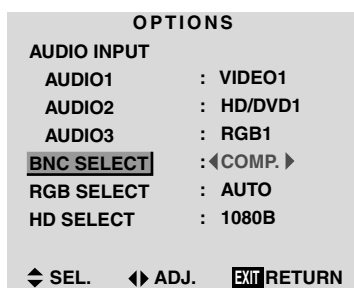 OPTIONS
AUDIO INPUT
AUDIO1 : VIDEO1
AUDIO2 : HD/DVD1
AUDIO3 : RGB1
BNC SELECT : COMP.
RGB SELECT : AUTO
HD SELECT : 1080B
SEL. ADJ. EXIT RETURN